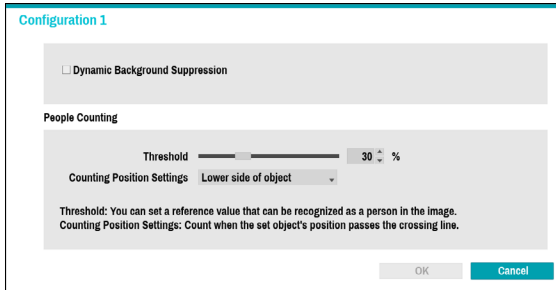 Configuration 1
Dynamic Background Suppression
People Counting
Threshold 30 %
Counting Position Settings Lower side of object
Threshold: You can set a reference value that can be recognized as a person in the image.
Counting Position Settings: Count when the set object's position passes the crossing line.
OK Cancel